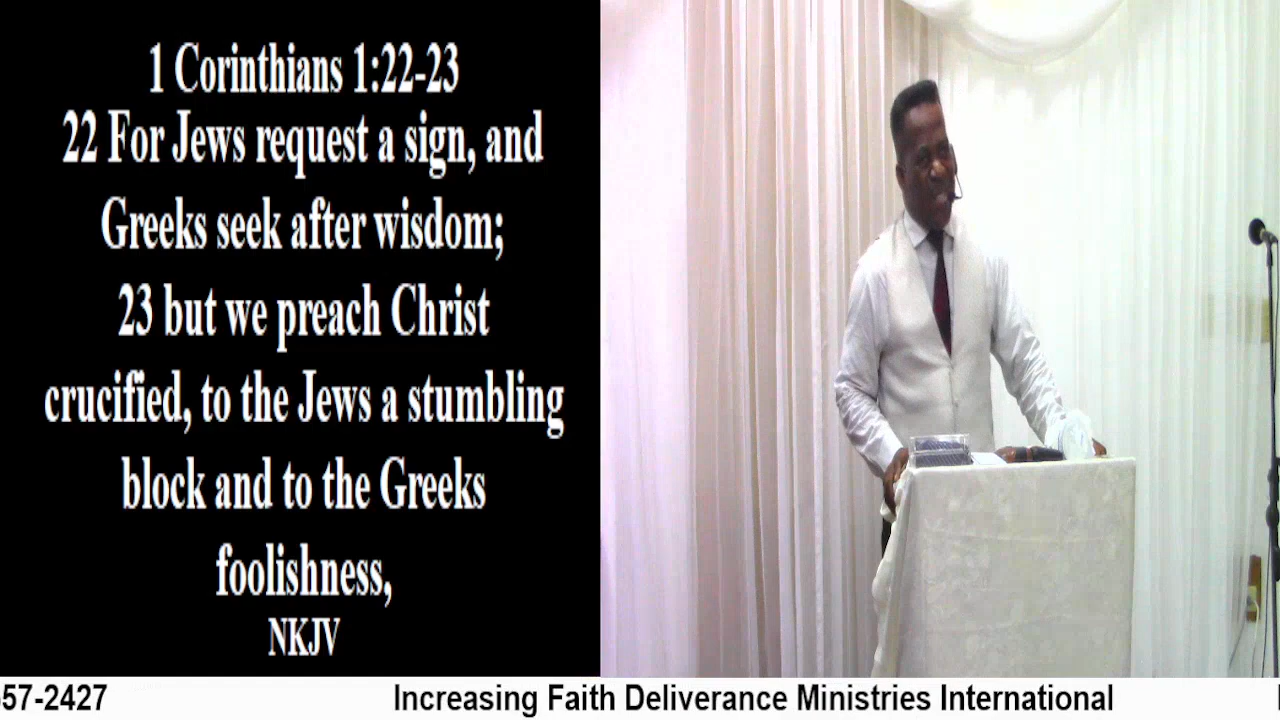 1 Corinthians 1:22-23
22 For Jews request a sign, and
Greeks seek after wisdom;
23 but we preach Christ
crucified, to the Jews a stumbling
block and to the Greeks
foolishness,
NKJV
57-2427
Increasing Faith Deliverance Ministries International